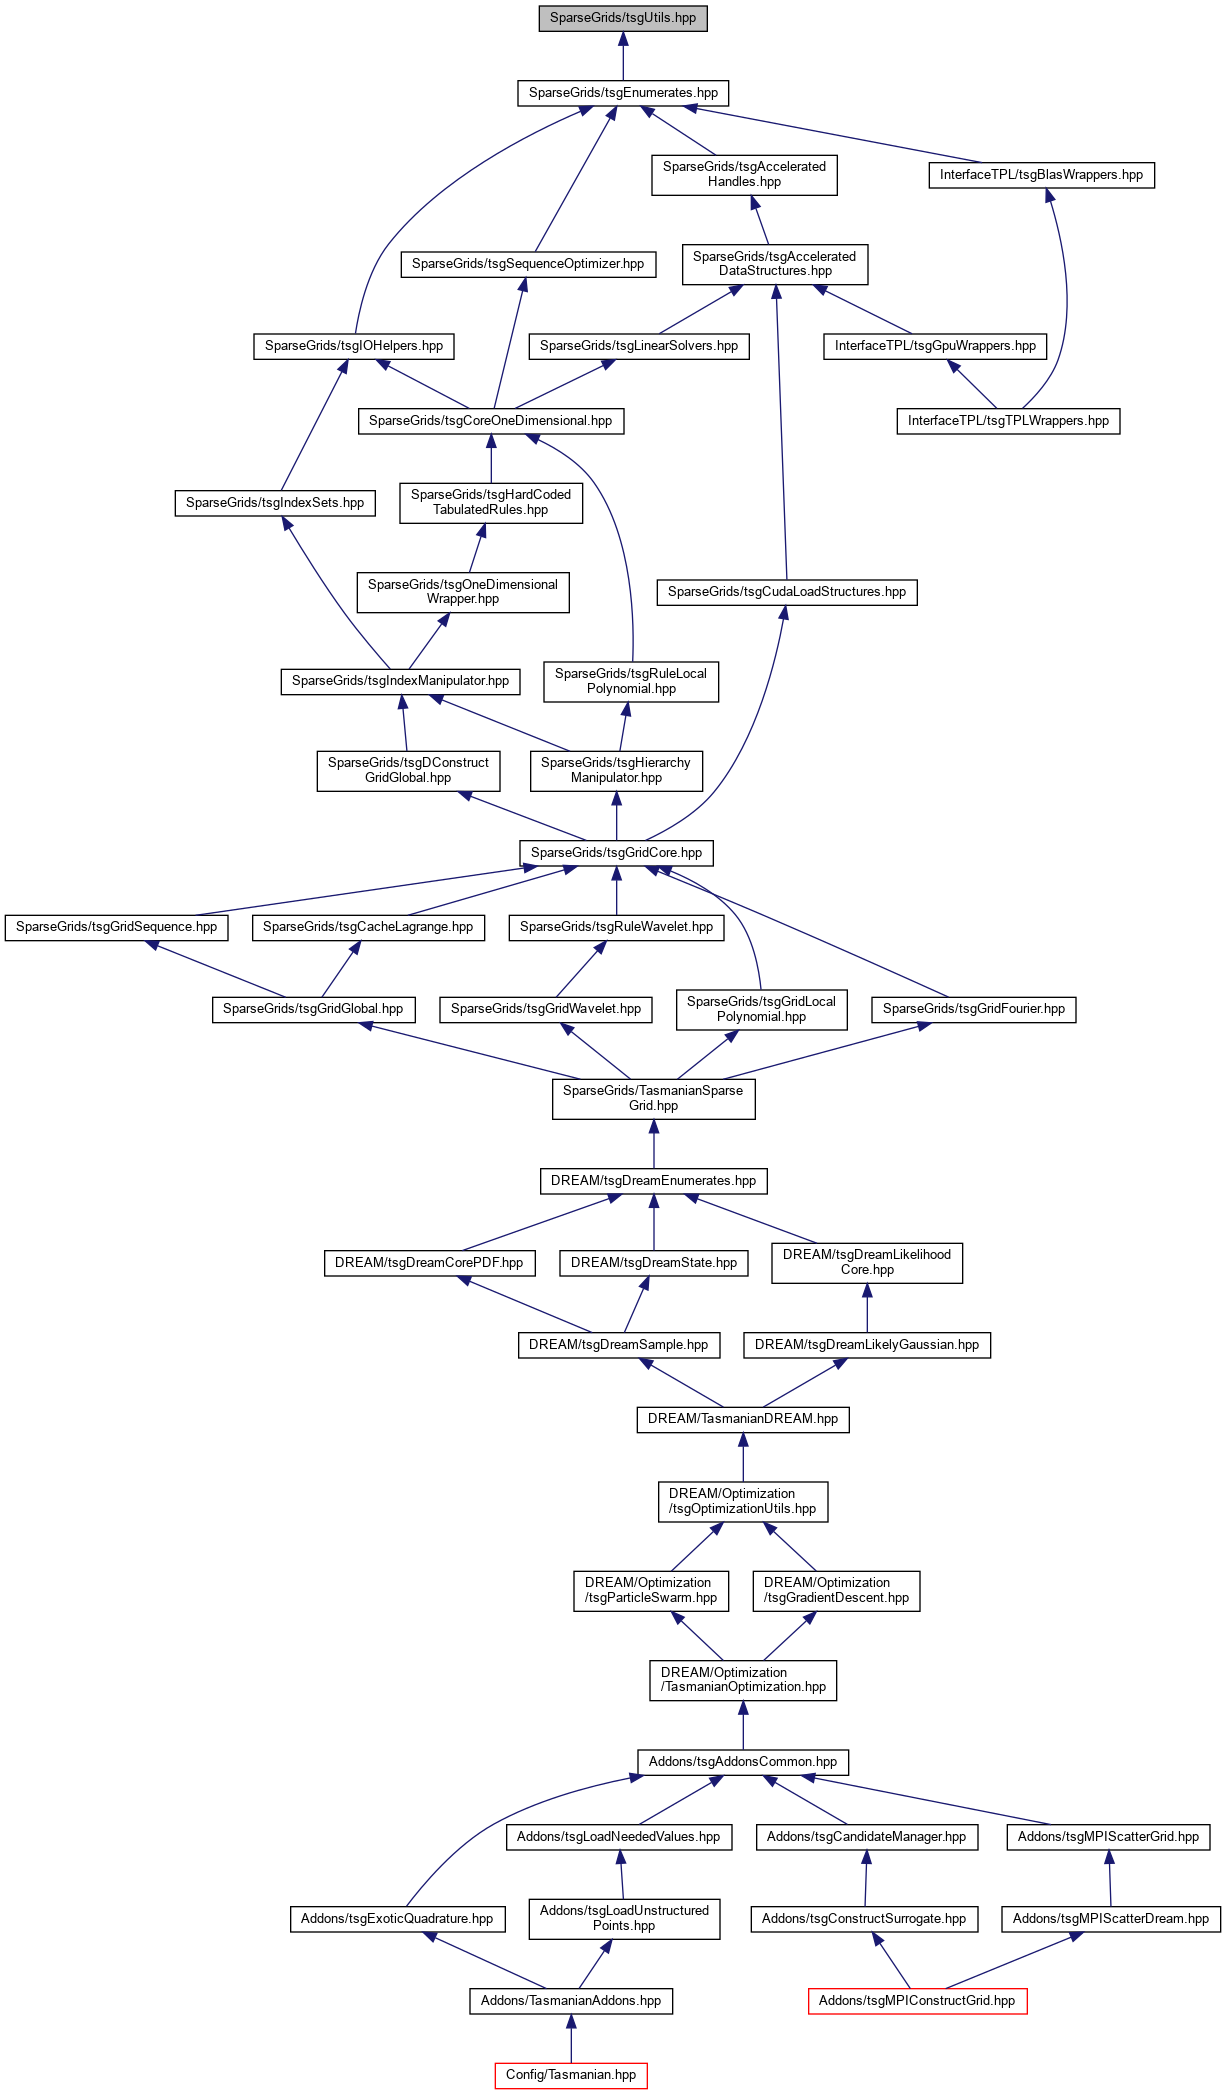 SparseGrids/tsgUtils.hpp
SparseGrids/tsgEnumerates.hpp
SparseGrids/tsgAccelerated
Handles.hpp
InterfaceTPL/tsgBlasWrappers.hpp
SparseGrids/tsgSequenceOptimizer.hpp
SparseGrids/tsgAccelerated
DataStructures.hpp
SparseGrids/tsgIOHelpers.hpp
SparseGrids/tsgLinearSolvers.hpp
InterfaceTPL/tsgGpuWrappers.hpp
SparseGrids/tsgCoreOneDimensional.hpp
InterfaceTPL/tsgTPLWrappers.hpp
SparseGrids/tsgIndexSets.hpp
SparseGrids/tsgHardCoded
TabulatedRules.hpp
SparseGrids/tsgOneDimensional
Wrapper.hpp
SparseGrids/tsgCudaLoadStructures.hpp
SparseGrids/tsgIndexManipulator.hpp
SparseGrids/tsgRuleLocal
Polynomial.hpp
SparseGrids/tsgDConstruct
GridGlobal.hpp
SparseGrids/tsgHierarchy
Manipulator.hpp
SparseGrids/tsgGridCore.hpp
SparseGrids/tsgGridSequence.hpp
SparseGrids/tsgCacheLagrange.hpp
SparseGrids/tsgRuleWavelet.hpp
SparseGrids/tsgGridGlobal.hpp
SparseGrids/tsgGridWavelet.hpp
SparseGrids/tsgGridLocal
Polynomial.hpp
SparseGrids/tsgGridFourier.hpp
SparseGrids/TasmanianSparse
Grid.hpp
DREAM/tsgDreamEnumerates.hpp
DREAM/tsgDreamCorePDF.hpp
DREAM/tsgDreamState.hpp
DREAM/tsgDreamLikelihood
Core.hpp
DREAM/tsgDreamSample.hpp
DREAM/tsgDreamLikelyGaussian.hpp
DREAM/TasmanianDREAM.hpp
DREAM/Optimization
/tsgOptimizationUtils.hpp
DREAM/Optimization
/tsgParticleSwarm.hpp
DREAM/Optimization
/tsgGradientDescent.hpp
DREAM/Optimization
/TasmanianOptimization.hpp
Addons/tsgAddonsCommon.hpp
Addons/tsgLoadNeededValues.hpp
Addons/tsgCandidateManager.hpp
Addons/tsgMPIScatterGrid.hpp
Addons/tsgExoticQuadrature.hpp
Addons/tsgLoadUnstructured
Points.hpp
Addons/tsgConstructSurrogate.hpp
Addons/tsgMPIScatterDream.hpp
Addons/TasmanianAddons.hpp
Addons/tsgMPIConstructGrid.hpp
Config/Tasmanian.hpp